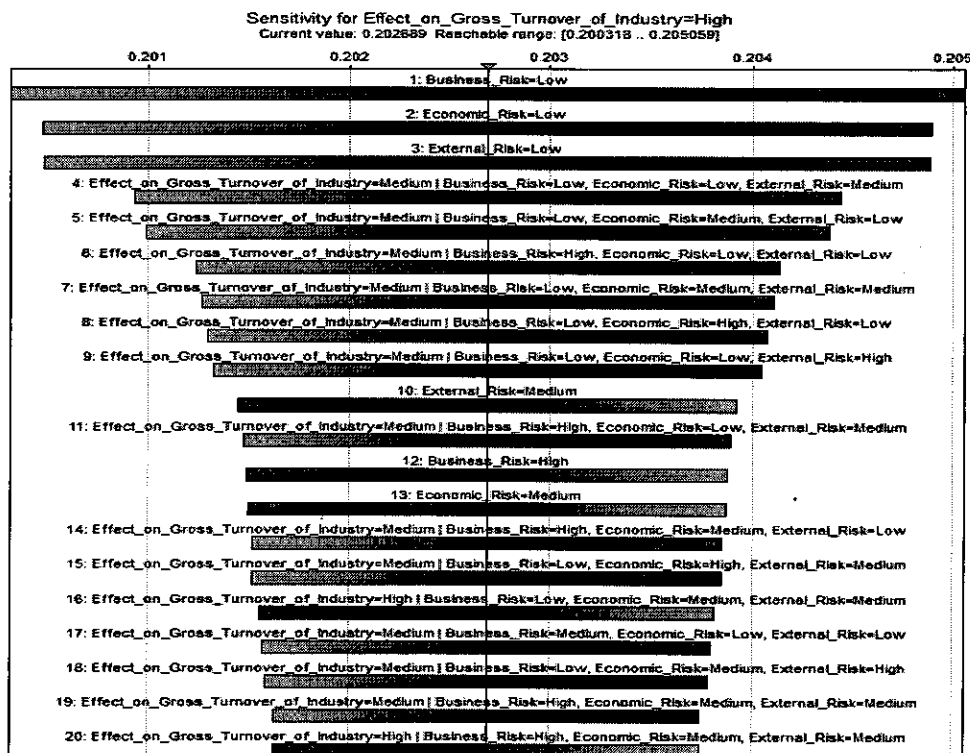 Sensitivity for Effect_on_Gross_Turnover_of_Industry=High
Current value: 0.202689 Reachable range: [0.200318 .. 0.205059]
0.201 0.202 0.203 0.204 0.205
1: Business_Risk=Low
2: Economic_Risk=Low
3: External_Risk=Low
4: Effect_on_Gross_Turnover_of_Industry=Medium | Business_Risk=Low, Economic_Risk=Low, External_Risk=Medium
5: Effect_on_Gross_Turnover_of_Industry=Medium | Business_Risk=Low, Economic_Risk=Medium, External_Risk=Low
6: Effect_on_Gross_Turnover_of_Industry=Medium | Business_Risk=High, Economic_Risk=Low, External_Risk=Low
7: Effect_on_Gross_Turnover_of_Industry=Medium | Business_Risk=Low, Economic_Risk=Medium, External_Risk=Medium
8: Effect_on_Gross_Turnover_of_Industry=Medium | Business_Risk=Low, Economic_Risk=High, External_Risk=Low
9: Effect_on_Gross_Turnover_of_Industry=Medium | Business_Risk=Low, Economic_Risk=Low, External_Risk=High
10: External_Risk=Medium
11: Effect_on_Gross_Turnover_of_Industry=Medium | Business_Risk=High, Economic_Risk=Low, External_Risk=Medium
12: Business_Risk=High
13: Economic_Risk=Medium
14: Effect_on_Gross_Turnover_of_Industry=Medium | Business_Risk=High, Economic_Risk=Medium, External_Risk=Low
15: Effect_on_Gross_Turnover_of_Industry=Medium | Business_Risk=Low, Economic_Risk=High, External_Risk=Medium
16: Effect_on_Gross_Turnover_of_Industry=High | Business_Risk=Low, Economic_Risk=Medium, External_Risk=Medium
17: Effect_on_Gross_Turnover_of_Industry=Medium | Business_Risk=Medium, Economic_Risk=Low, External_Risk=Low
18: Effect_on_Gross_Turnover_of_Industry=Medium | Business_Risk=Low, Economic_Risk=Medium, External_Risk=High
19: Effect_on_Gross_Turnover_of_Industry=Medium | Business_Risk=High, Economic_Risk=Medium, External_Risk=Medium
20: Effect_on_Gross_Turnover_of_Industry=High | Business_Risk=High, Economic_Risk=Medium, External_Risk=Medium